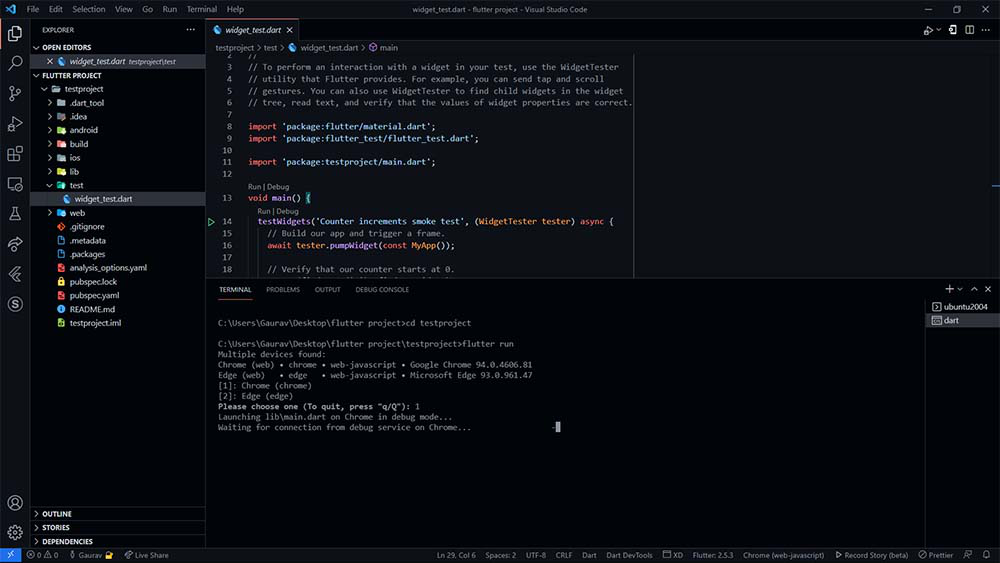 File Edit Selection View Go Run Terminal Help
widget_test.dart - flutter project - Visual Studio Code
EXPLORER
OPEN EDITORS
widget_test.dart testproject\test
FLUTTER PROJECT
testproject
.dart_tool
.idea
android
build
ios
lib
test
widget_test.dart
web
.gitignore
.metadata
.packages
analysis_options.yaml
pubspec.lock
pubspec.yaml
README.md
testproject.iml
OUTLINE
STORIES
DEPENDENCIES
widget_test.dart
testproject > test > widget_test.dart > main
2 //
3 // To perform an interaction with a widget in your test, use the WidgetTester
4 // utility that Flutter provides. For example, you can send tap and scroll
5 // gestures. You can also use WidgetTester to find child widgets in the widget
6 // tree, read text, and verify that the values of widget properties are correct.
7
8 import 'package:flutter/material.dart';
9 import 'package:flutter_test/flutter_test.dart';
10
11 import 'package:testproject/main.dart';
12
Run | Debug
13 void main() {
Run | Debug
14 testWidgets('Counter increments smoke test', (WidgetTester tester) async {
15 // Build our app and trigger a frame.
16 await tester.pumpWidget(const MyApp());
17
18 // Verify that our counter starts at 0.
TERMINAL PROBLEMS OUTPUT DEBUG CONSOLE
C:\Users\Gaurav\Desktop\flutter project>cd testproject
C:\Users\Gaurav\Desktop\flutter project\testproject>flutter run
Multiple devices found:
Chrome (web) • chrome • web-javascript • Google Chrome 94.0.4606.81
Edge (web) • edge • web-javascript • Microsoft Edge 93.0.961.47
[1]: Chrome (chrome)
[2]: Edge (edge)
Please choose one (To quit, press "q/Q"): 1
Launching lib\main.dart on Chrome in debug mode...
Waiting for connection from debug service on Chrome... -
ubuntu2004
dart
0 0 Gaurav Live Share Ln 29, Col 6 Spaces: 2 UTF-8 CRLF Dart Dart DevTools XD Flutter: 2.5.3 Chrome (web-javascript) Record Story (beta) Prettier